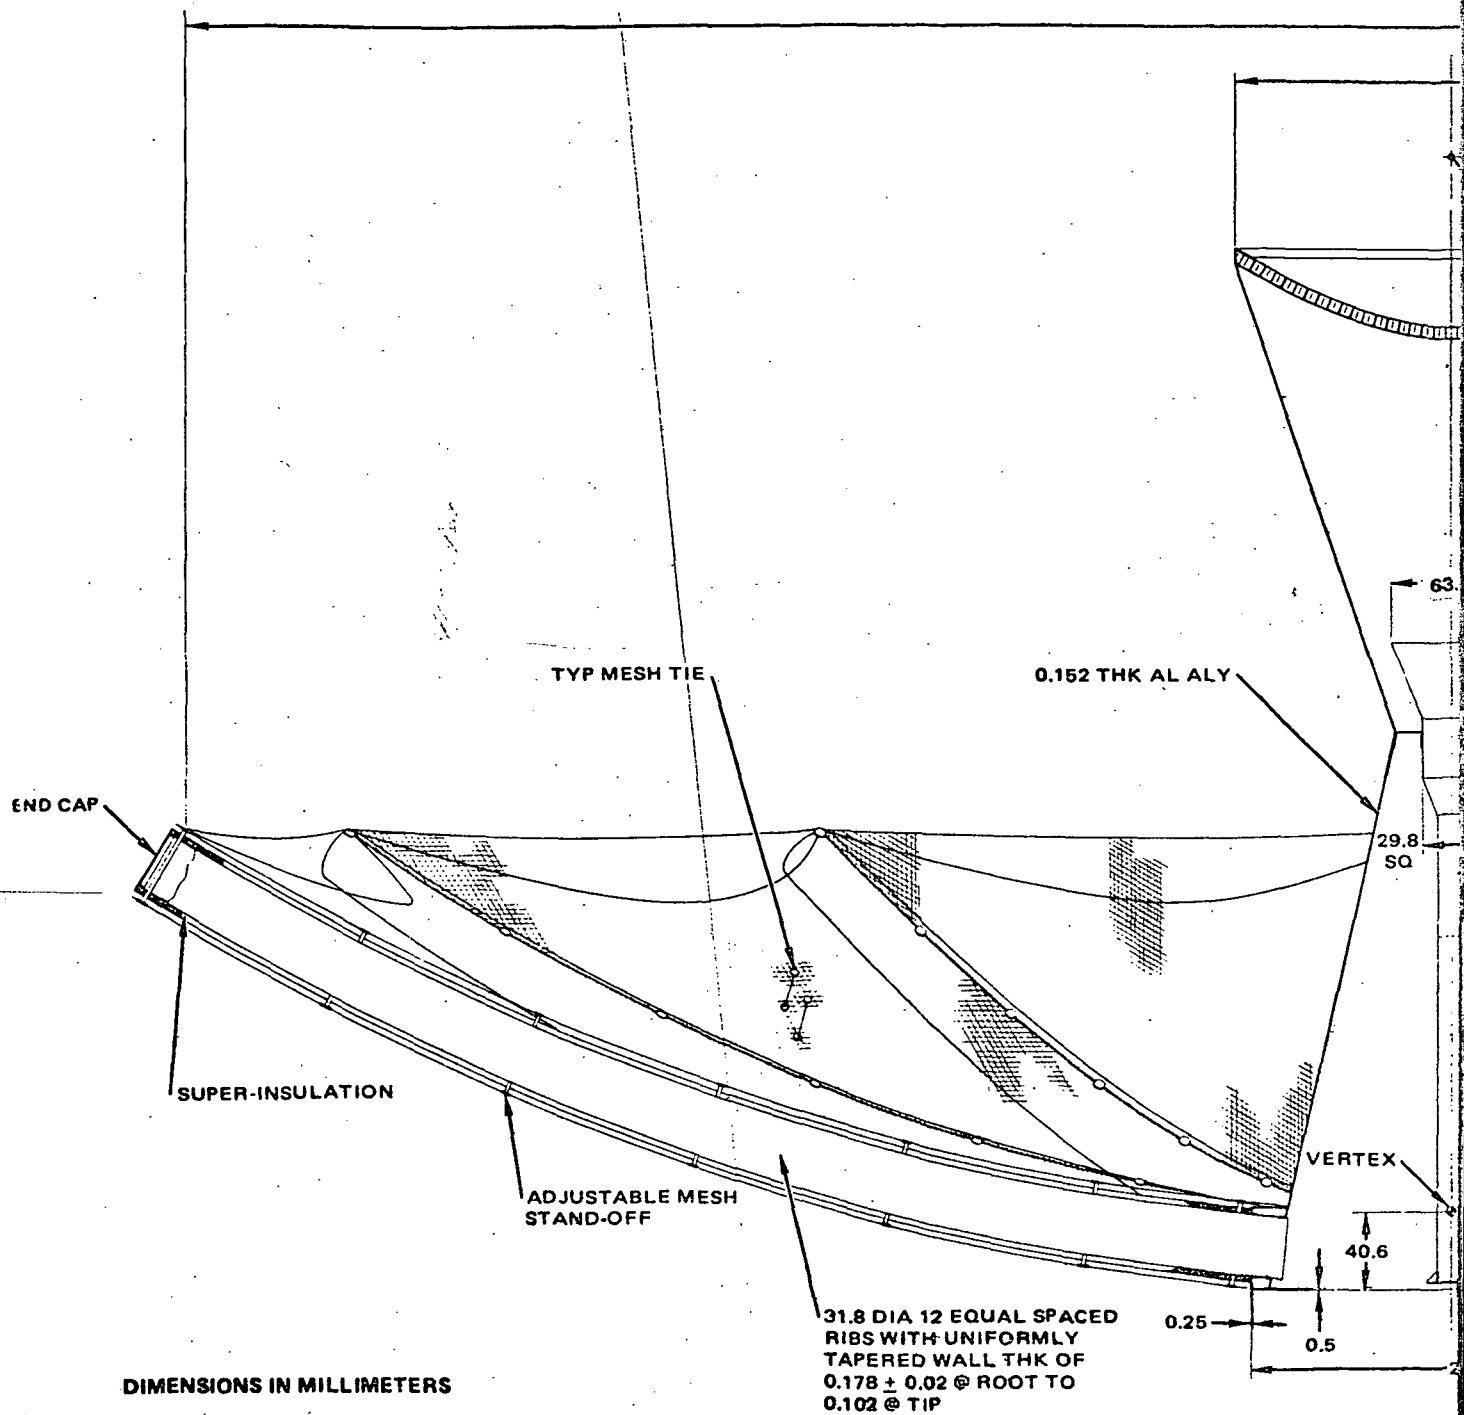 63.
TYP MESH TIE
0.152 THK AL ALY
END CAP
29.8
SQ
SUPER-INSULATION
VERTEX
ADJUSTABLE MESH
STAND-OFF
40.6
31.8 DIA 12 EQUAL SPACED
RIBS WITH UNIFORMLY
TAPERED WALL THK OF
0.178 ± 0.02 @ ROOT TO
0.102 @ TIP
0.25
0.5
2
DIMENSIONS IN MILLIMETERS